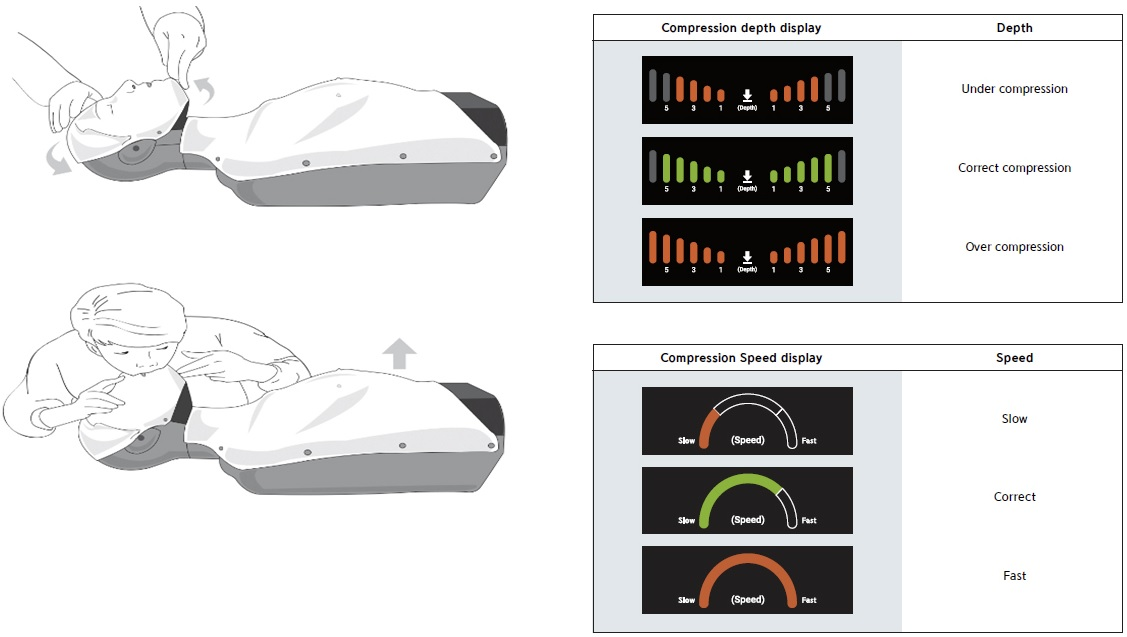 Compression depth display Depth
5 3 1 (Depth) 1 3 5
Under compression
5 3 1 (Depth) 1 3 5
Correct compression
5 3 1 (Depth) 1 3 5
Over compression
Compression Speed display Speed
Slow (Speed) Fast
Slow
Slow (Speed) Fast
Correct
Slow (Speed) Fast
Fast